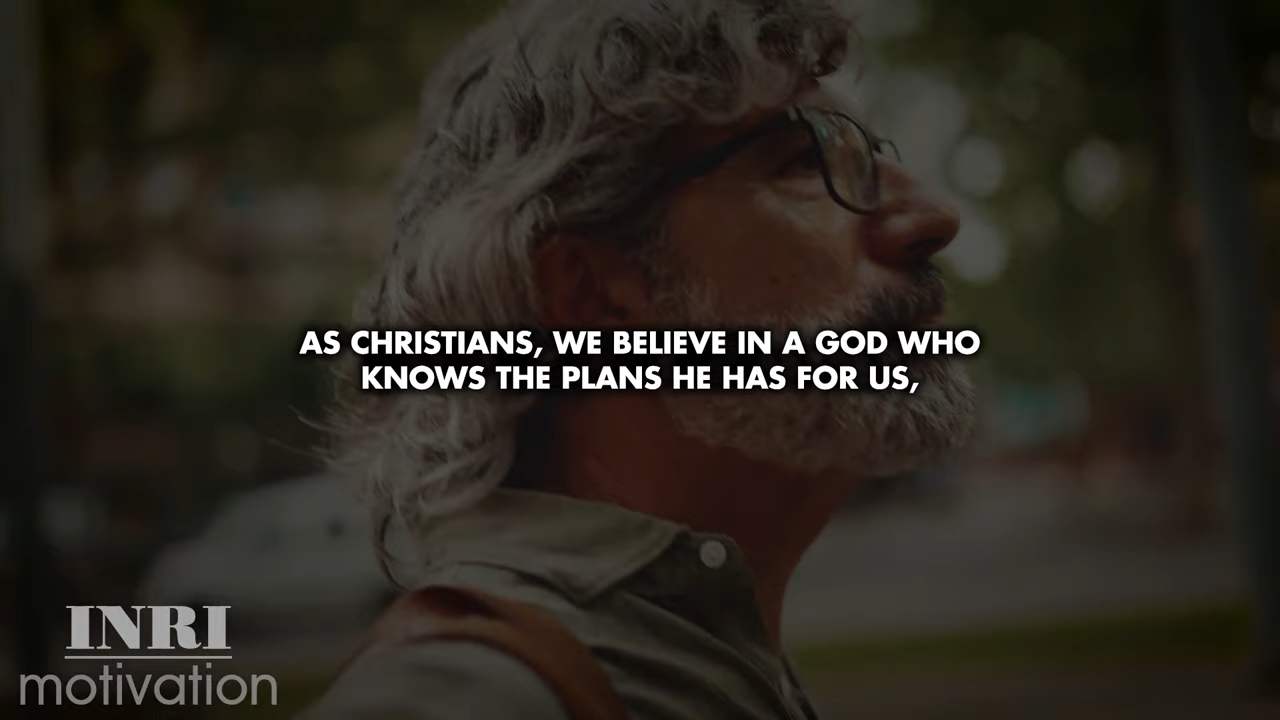 AS CHRISTIANS, WE BELIEVE IN A GOD WHO
KNOWS THE PLANS HE HAS FOR US,
INRI
motivation